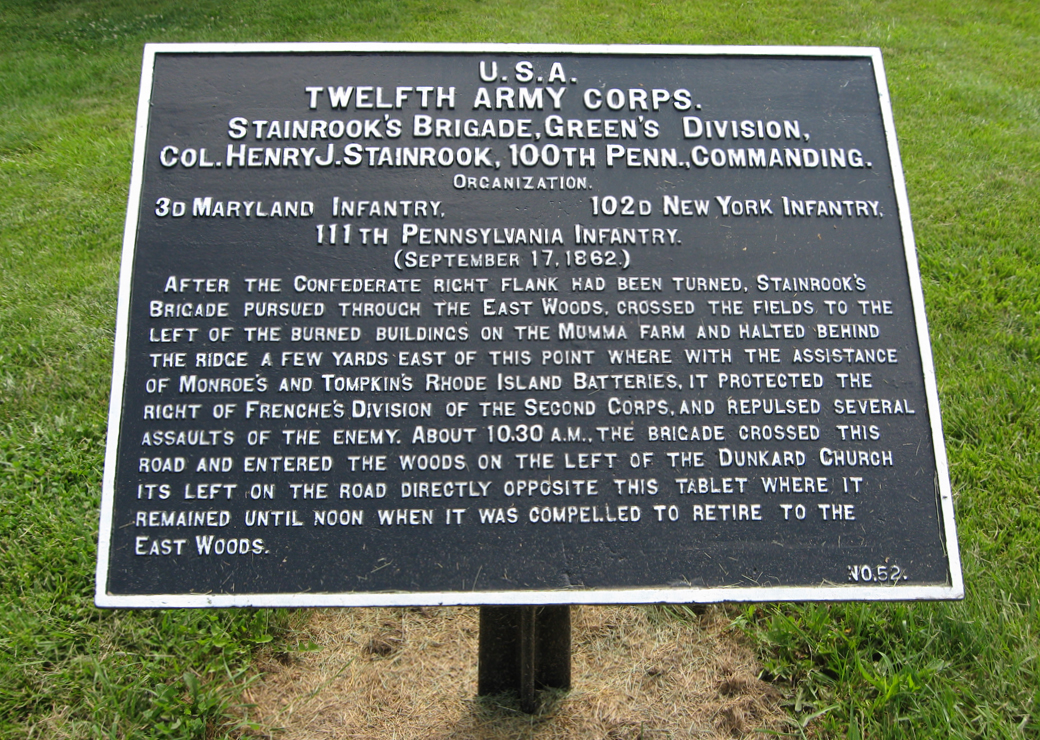 U.S.A.
TWELFTH ARMY CORPS.
STAINROOK'S BRIGADE, GREEN'S DIVISION,
COL. HENRY J. STAINROOK, 100TH PENN., COMMANDING.
ORGANIZATION.
3D MARYLAND INFANTRY, 102D NEW YORK INFANTRY,
111TH PENNSYLVANIA INFANTRY.
(SEPTEMBER 17, 1862.)
AFTER THE CONFEDERATE RIGHT FLANK HAD BEEN TURNED, STAINROOK'S
BRIGADE PURSUED THROUGH THE EAST WOODS, CROSSED THE FIELDS TO THE
LEFT OF THE BURNED BUILDINGS ON THE MUMMA FARM AND HALTED BEHIND
THE RIDGE A FEW YARDS EAST OF THIS POINT WHERE WITH THE ASSISTANCE
OF MONROE'S AND TOMPKIN'S RHODE ISLAND BATTERIES, IT PROTECTED THE
RIGHT OF FRENCHE'S DIVISION OF THE SECOND CORPS, AND REPULSED SEVERAL
ASSAULTS OF THE ENEMY. ABOUT 10.30 A.M., THE BRIGADE CROSSED THIS
ROAD AND ENTERED THE WOODS ON THE LEFT OF THE DUNKARD CHURCH
ITS LEFT ON THE ROAD DIRECTLY OPPOSITE THIS TABLET WHERE IT
REMAINED UNTIL NOON WHEN IT WAS COMPELLED TO RETIRE TO THE
EAST WOODS.
NO.52.